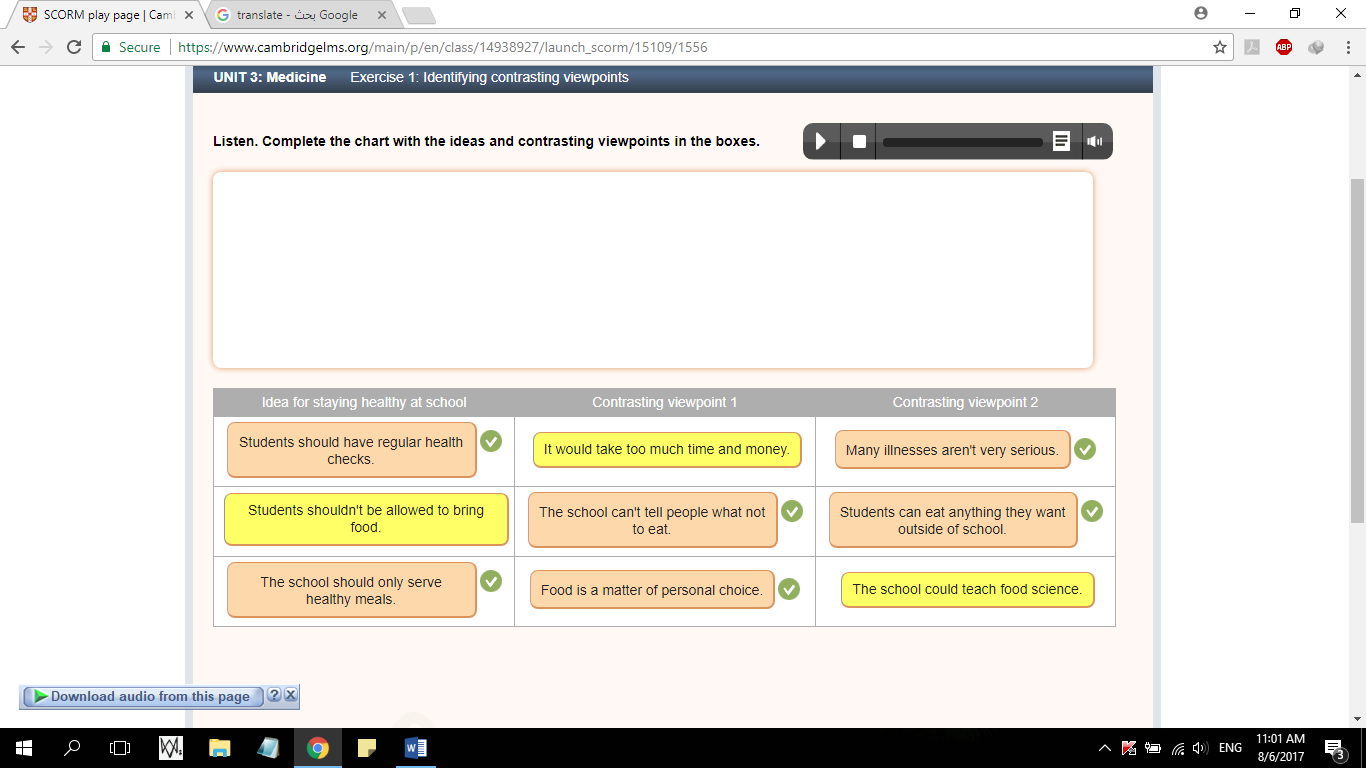 SCORM play page | Cam
translate - بحث Google
Secure https://www.cambridgelms.org/main/p/en/class/14938927/launch_scorm/15109/1556
ABP
UNIT 3: Medicine Exercise 1: Identifying contrasting viewpoints
Listen. Complete the chart with the ideas and contrasting viewpoints in the boxes.
Idea for staying healthy at school Contrasting viewpoint 1 Contrasting viewpoint 2
Students should have regular health
checks.
It would take too much time and money.
Many illnesses aren't very serious.
Students shouldn't be allowed to bring
food.
The school can't tell people what not
to eat.
Students can eat anything they want
outside of school.
The school should only serve
healthy meals.
Food is a matter of personal choice.
The school could teach food science.
Download audio from this page ? X
ENG
11:01 AM
8/6/2017
3